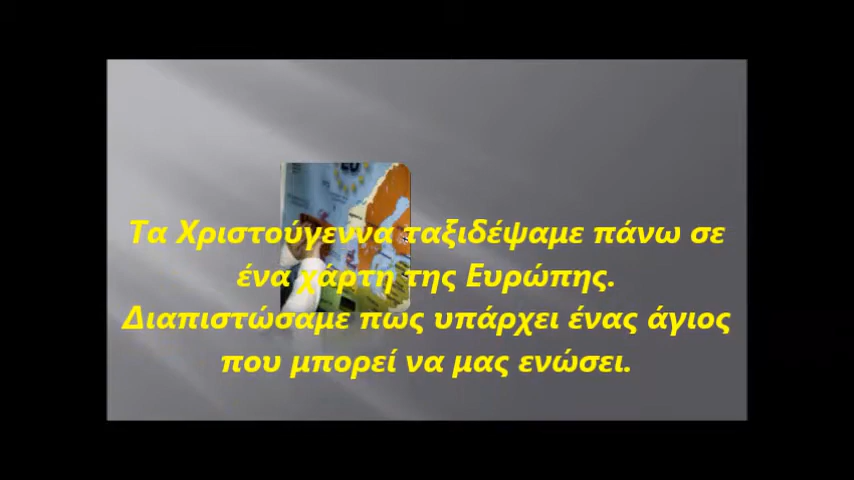 Τα Χριστούγεννα ταξιδέψαμε πάνω σε
ένα χάρτη της Ευρώπης.
Διαπιστώσαμε πως υπάρχει ένας άγιος
που μπορεί να μας ενώσει.